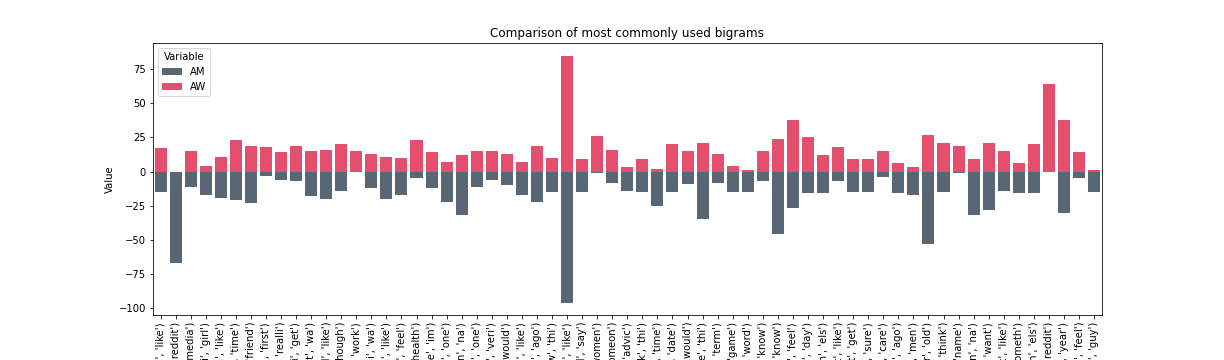 Comparison of most commonly used bigrams
Variable
AM
AW
Value
75
50
25
0
−25
−50
−75
−100
, 'like')
reddit')
media')
i', 'girl')
, 'like')
, 'time')
friend')
, 'first')
, 'realli')
i', 'get')
t', 'wa')
l', 'like')
hough')
'work')
i', 'wa')
, 'like')
, 'feel')
health')
e', 'im')
, 'one')
n', 'na')
, 'one')
', 'veri')
would')
, 'like')
', 'ago')
w', 'thi')
', 'like')
l', 'say')
women')
omeon')
'advic')
k', 'thi')
, 'time')
, 'date')
would')
e', 'thi')
'term')
'game')
'word')
'know')
'know')
, 'feel')
, 'day')
', 'els')
', 'like')
', 'get')
, 'sure')
, 'care')
', 'ago')
, 'men')
', 'old')
'think')
'name')
n', 'na')
'want')
, 'like')
ometh')
n', 'els')
reddit')
, 'year')
, 'feel')
, 'guy')